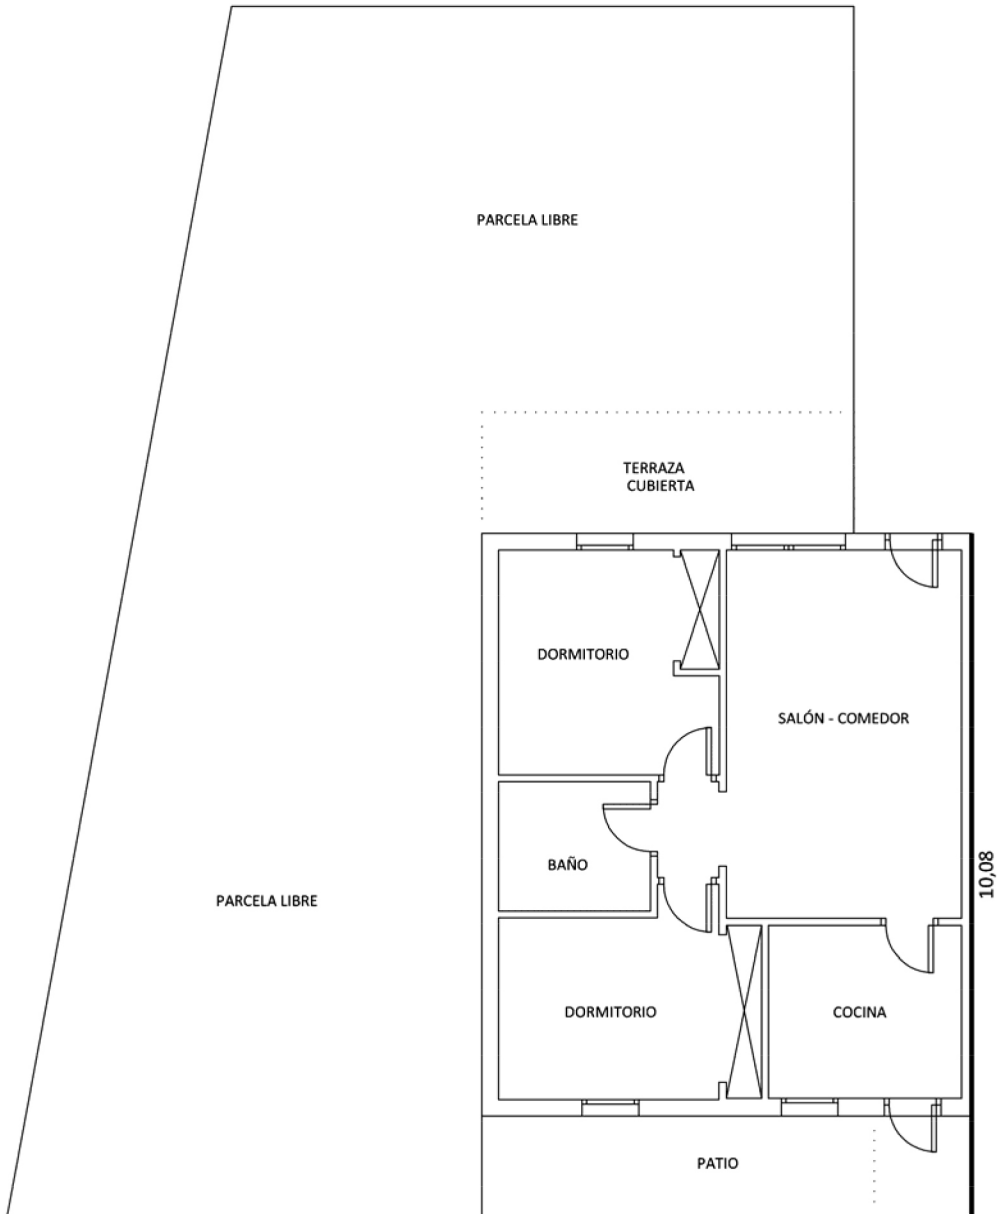 PARCELA LIBRE
TERRAZA
CUBIERTA
DORMITORIO
SALÓN - COMEDOR
BAÑO
10,08
PARCELA LIBRE
DORMITORIO
COCINA
PATIO